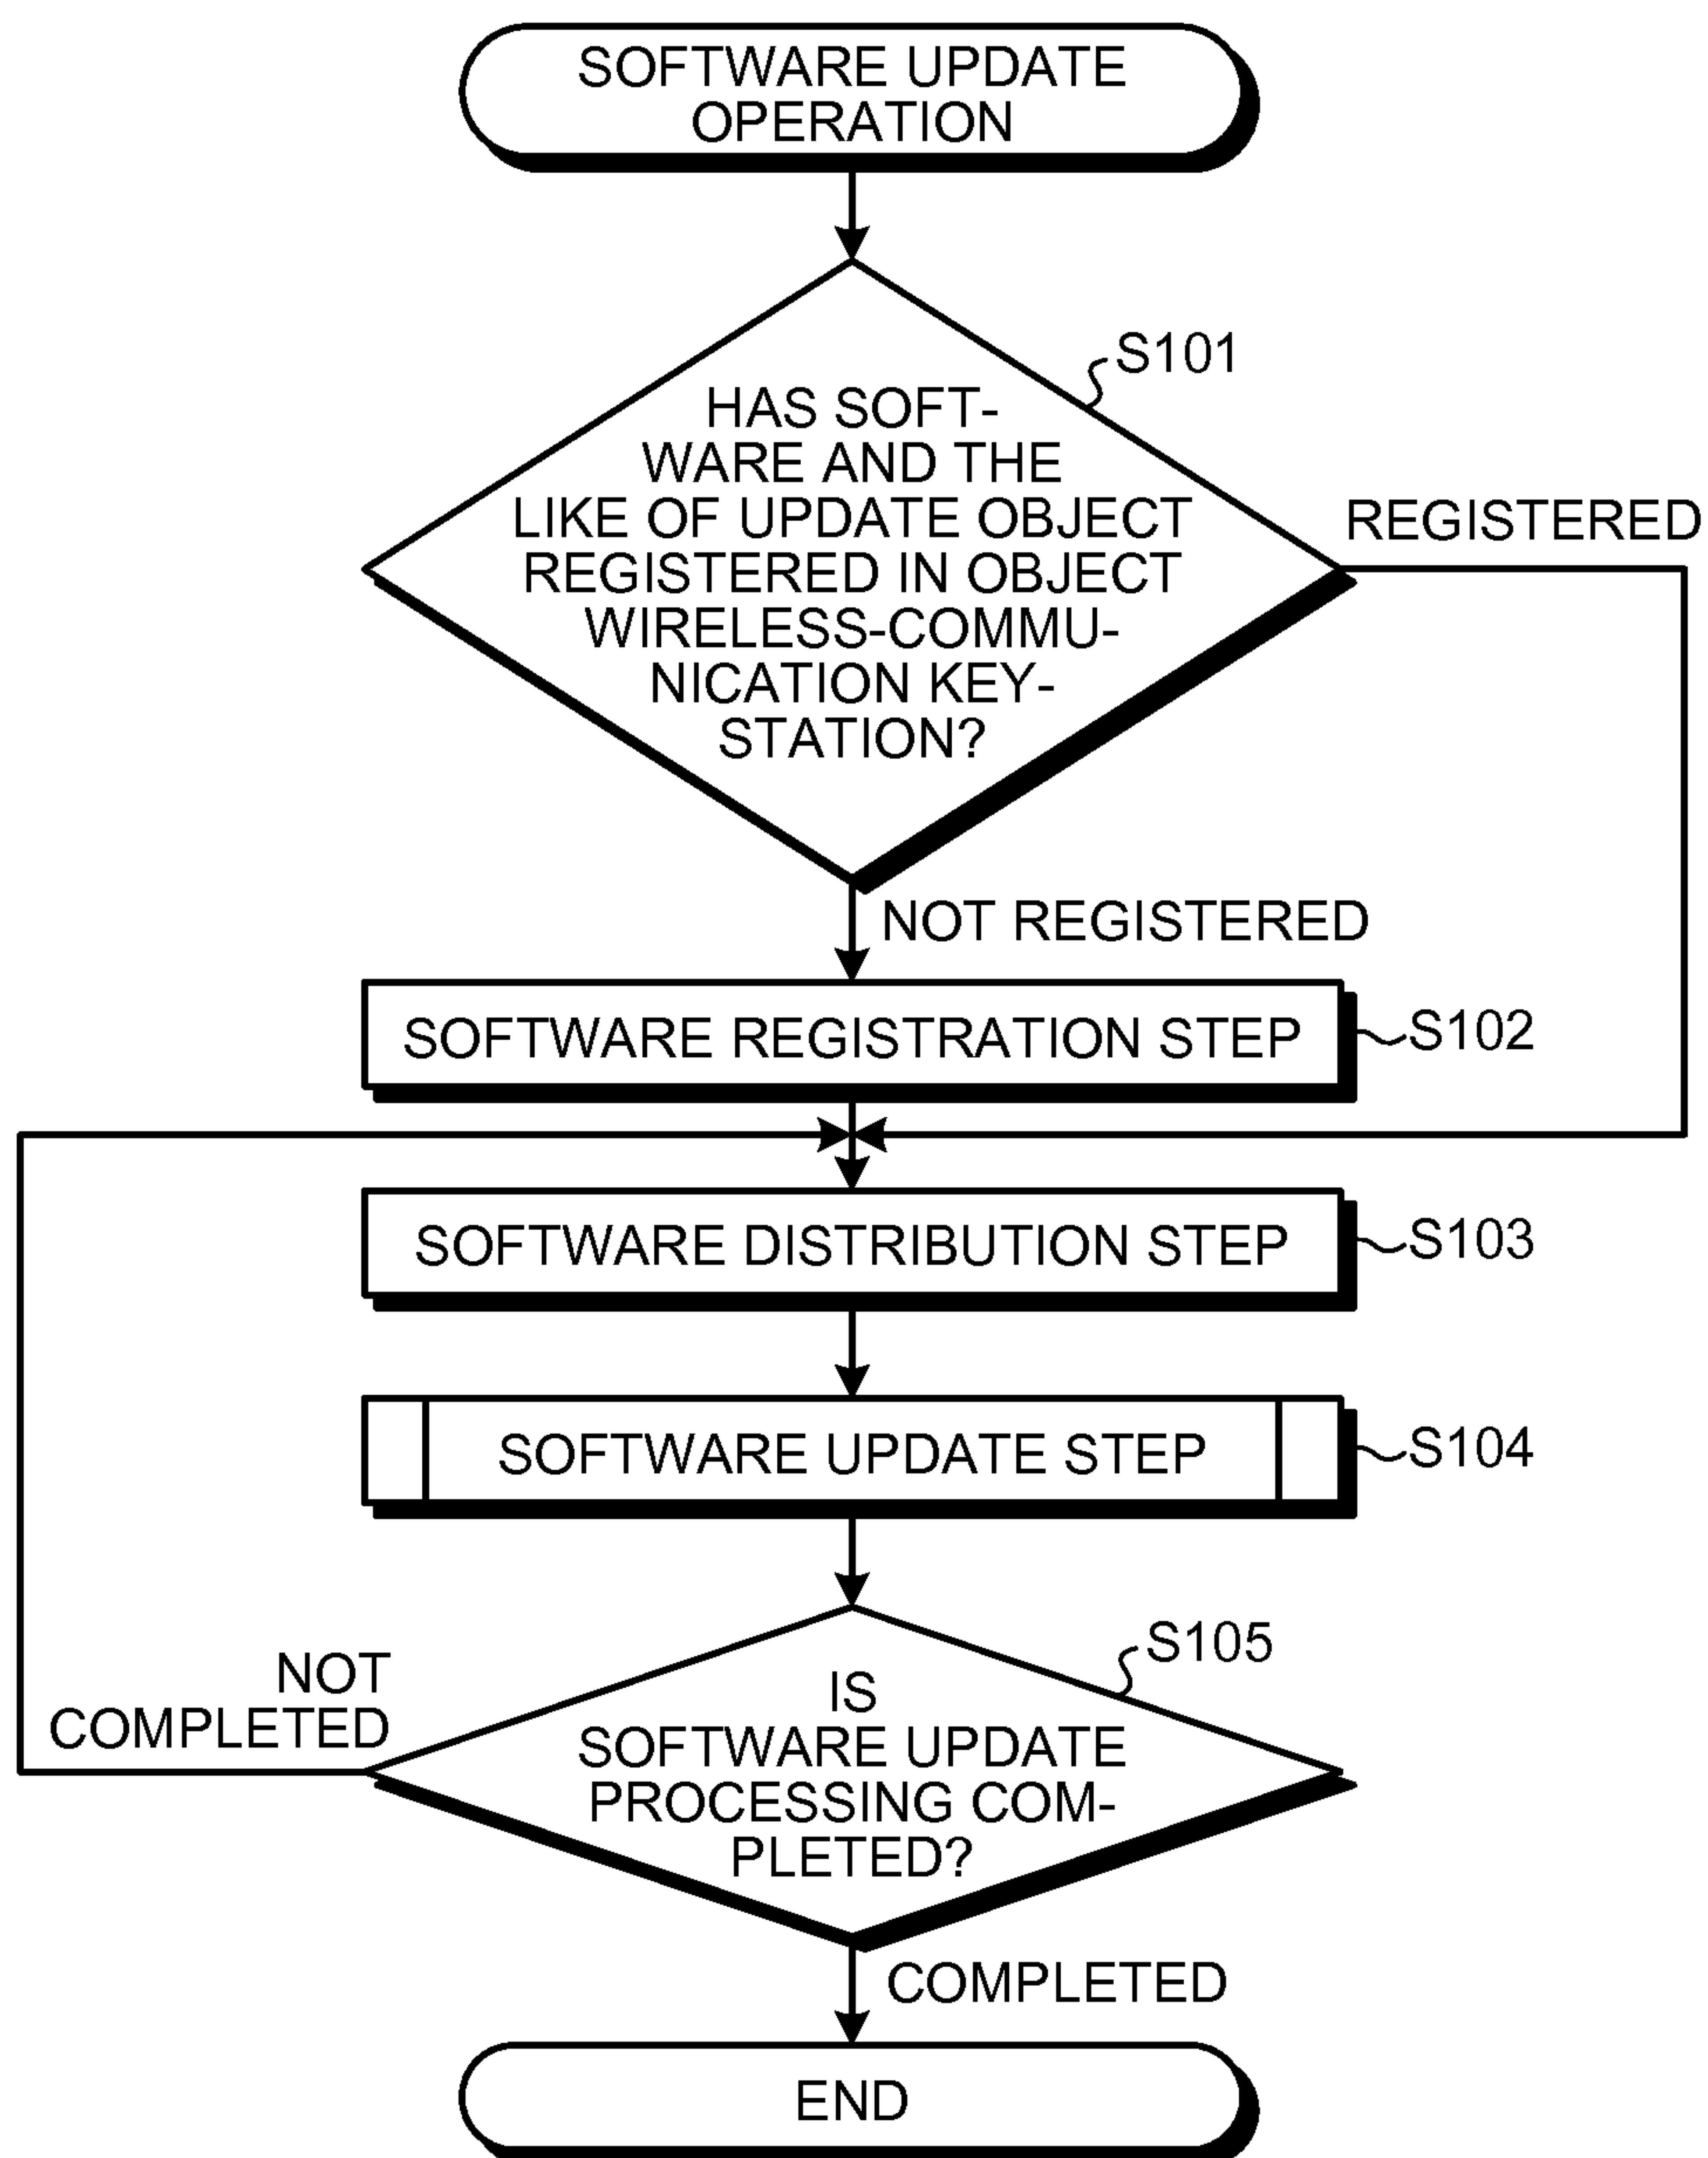 SOFTWARE UPDATE
OPERATION
S101
HAS SOFT-
WARE AND THE
LIKE OF UPDATE OBJECT
REGISTERED IN OBJECT
WIRELESS-COMMU-
NICATION KEY-
STATION?
REGISTERED
NOT REGISTERED
SOFTWARE REGISTRATION STEP
S102
SOFTWARE DISTRIBUTION STEP
S103
SOFTWARE UPDATE STEP
S104
S105
IS
SOFTWARE UPDATE
PROCESSING COM-
PLETED?
NOT
COMPLETED
COMPLETED
END